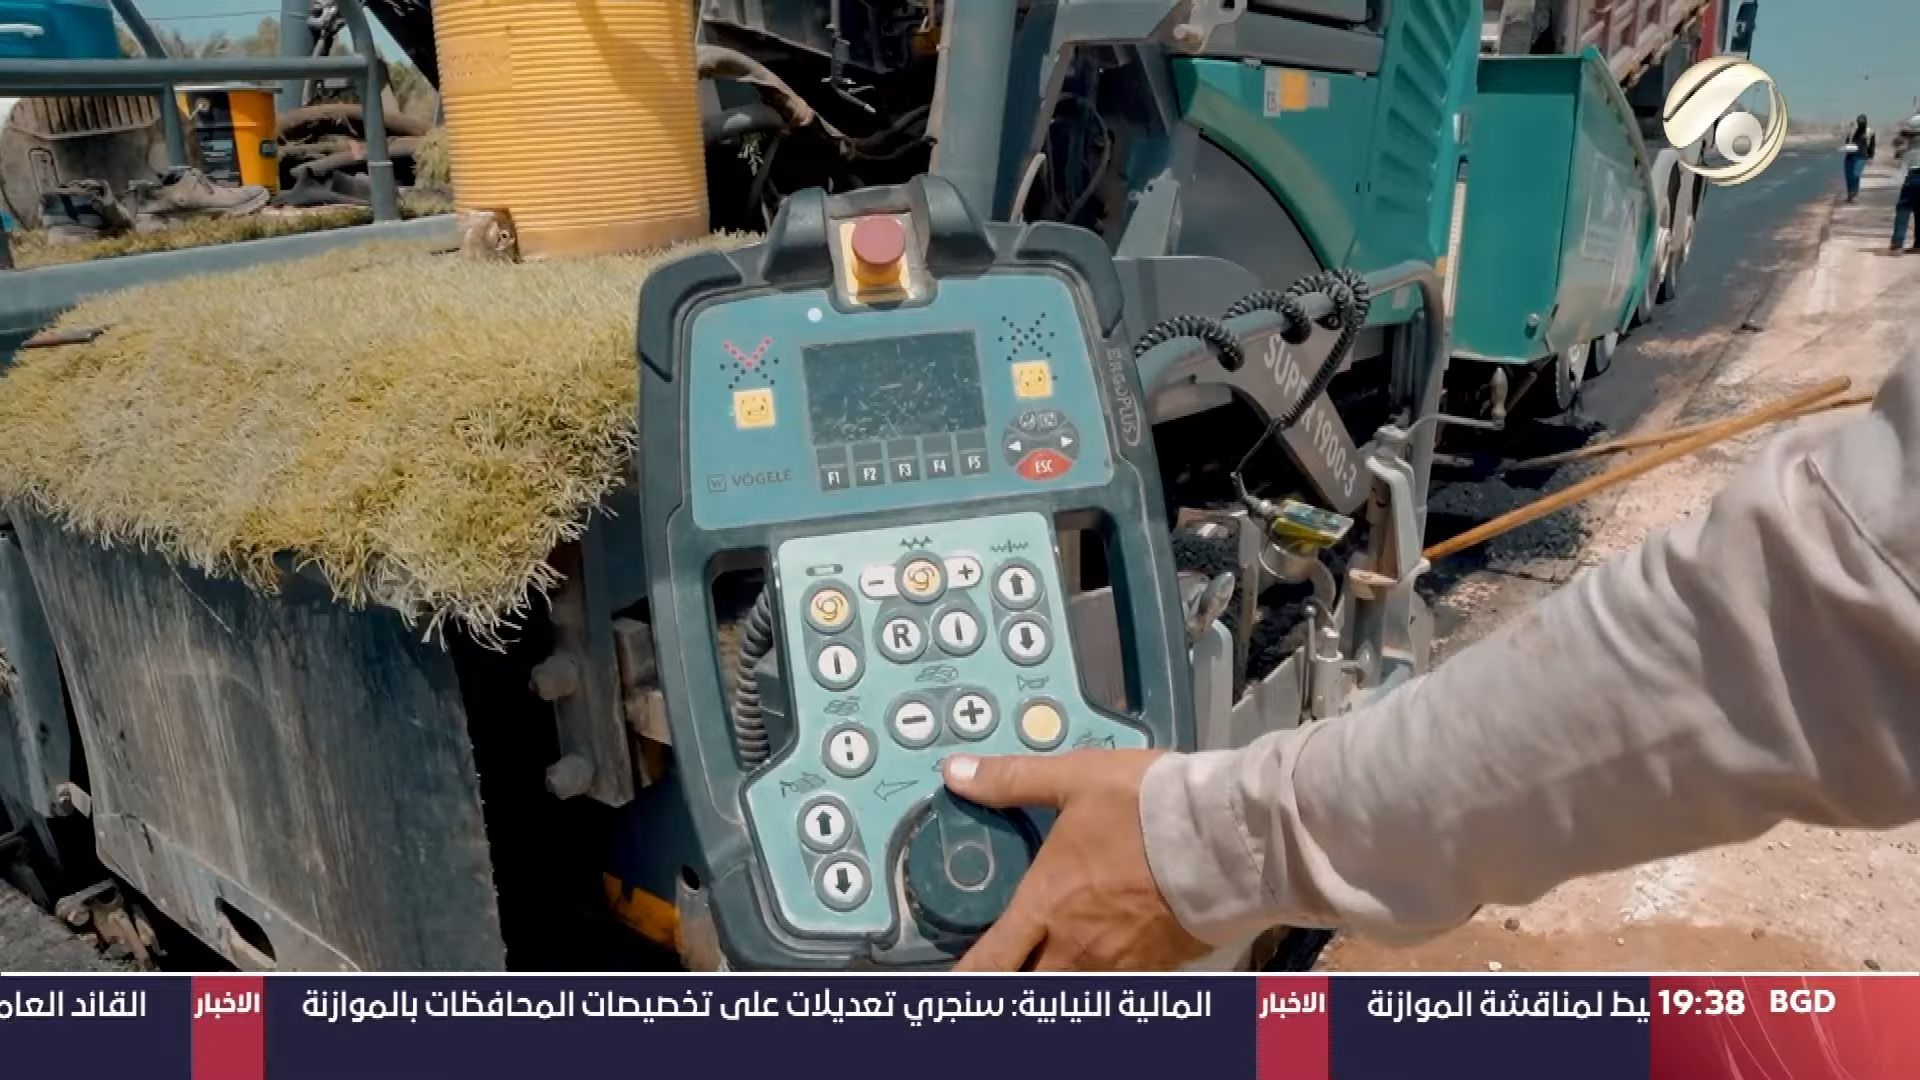 ERGOPLUS
SUPER 1900-3
VÖGELE
F1 F2 F3 F4 F5
ESC
R
BGD 19:38
يط لمناقشة الموازنة
الاخبار
المالية النيابية: سنجري تعديلات على تخصيصات المحافظات بالموازنة
الاخبار
القائد العام